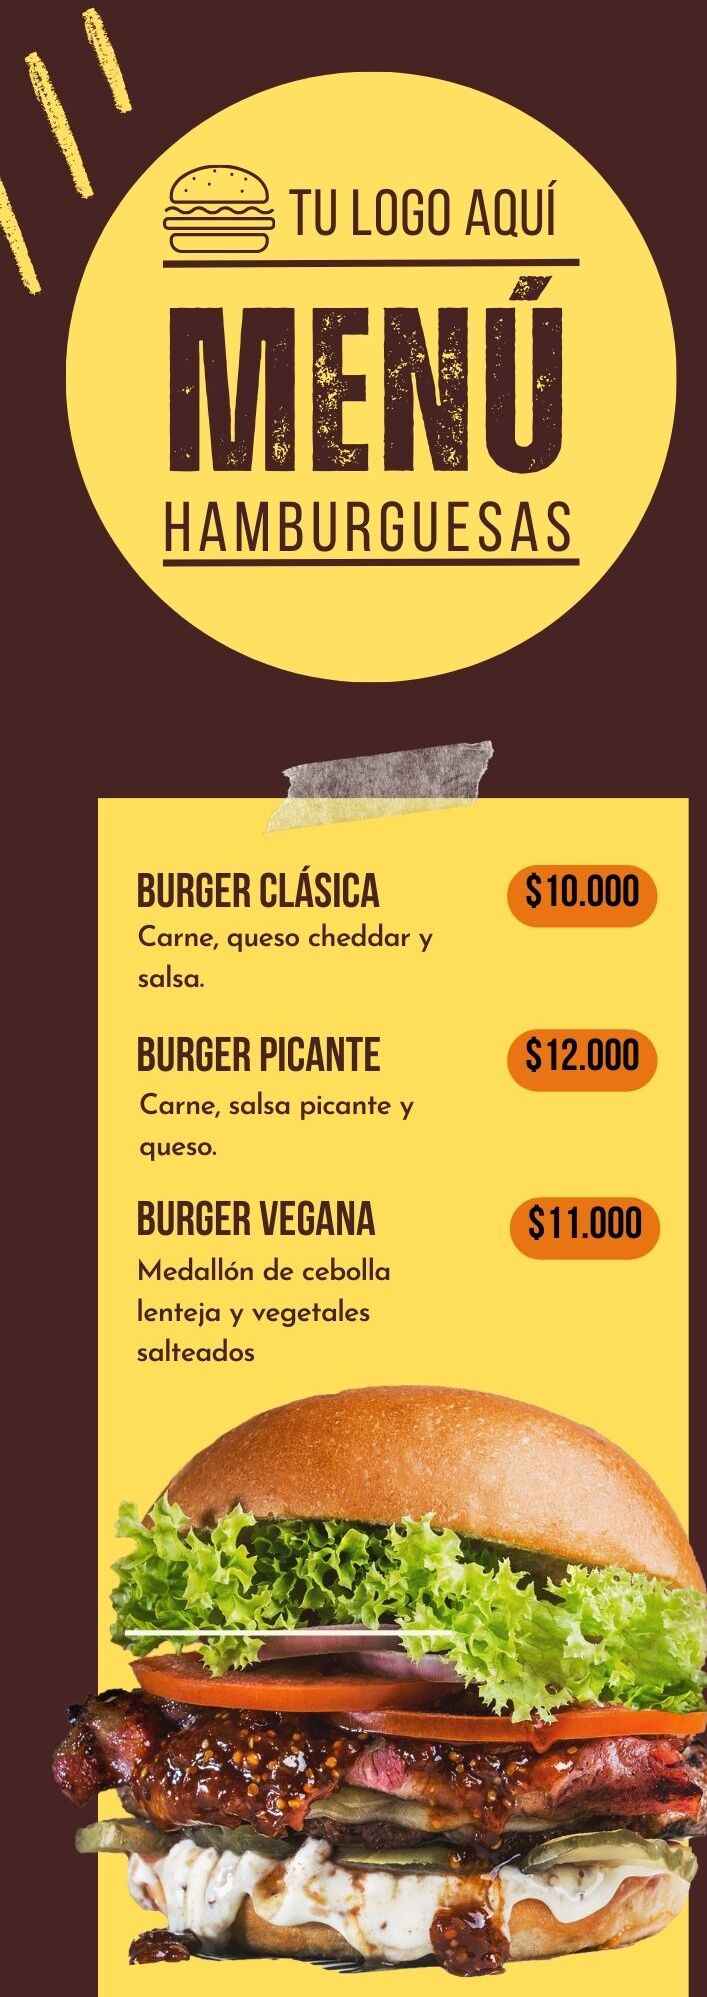 TU LOGO AQUÍ
MENÚ
HAMBURGUESAS
BURGER CLÁSICA $10.000
Carne, queso cheddar y
salsa.
BURGER PICANTE $12.000
Carne, salsa picante y
queso.
BURGER VEGANA $11.000
Medallón de cebolla
lenteja y vegetales
salteados